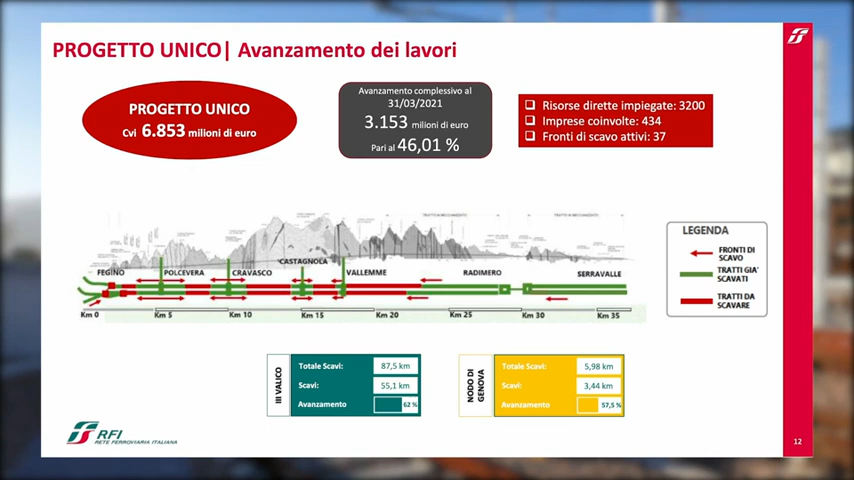 PROGETTO UNICO| Avanzamento dei lavori
PROGETTO UNICO
Cvi 6.853 milioni di euro
Avanzamento complessivo al
31/03/2021
3.153 milioni di euro
Pari al 46,01 %
Risorse dirette impiegate: 3200
Imprese coinvolte: 434
Fronti di scavo attivi: 37
FEGINO
POLCEVERA
CRAVASCO
CASTAGNOLA
VALLEMME
RADIMERO
SERRAVALLE
Km 0
Km 5
Km 10
Km 15
Km 20
Km 25
Km 30
Km 35
LEGENDA
FRONTI DI
SCAVO
TRATTI GIA'
SCAVATI
TRATTI DA
SCAVARE
III VALICO
Totale Scavi: 87,5 km
Scavi: 55,1 km
Avanzamento 62 %
NODO DI
GENOVA
Totale Scavi: 5,98 km
Scavi: 3,44 km
Avanzamento 57,5 %
RFI
RETE FERROVIARIA ITALIANA
12